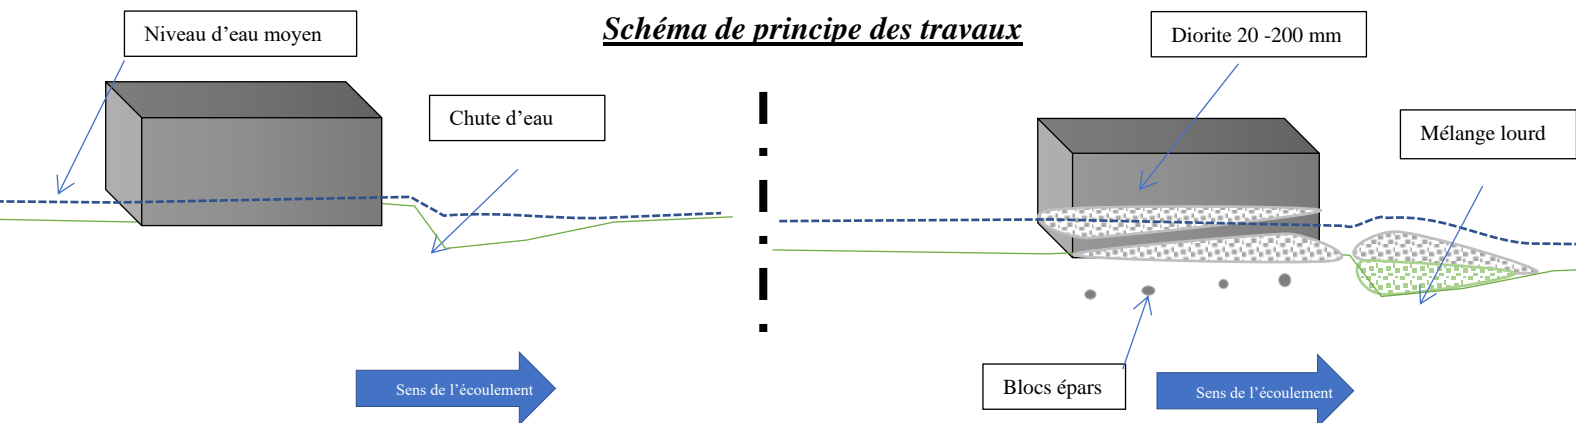 Schéma de principe des travaux
Niveau d'eau moyen
Chute d'eau
Sens de l'écoulement
Diorite 20 -200 mm
Mélange lourd
Blocs épars
Sens de l'écoulement